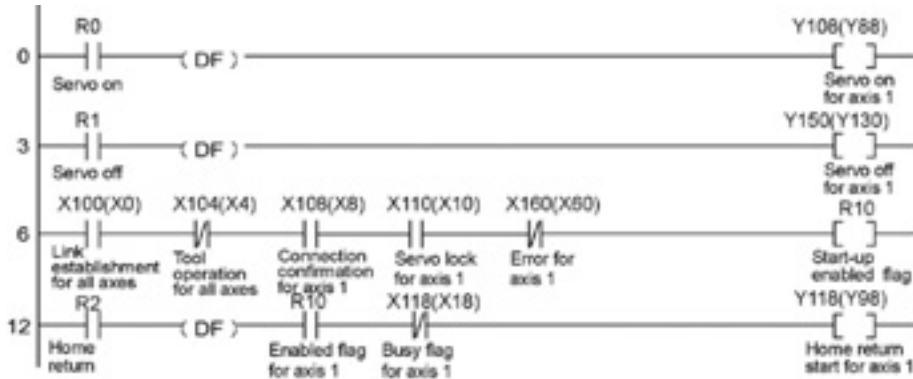 R0 Y108(Y88)
0 ( DF )
Servo on Servo on
for axis 1
R1 Y150(Y130)
3 ( DF )
Servo off Servo off
for axis 1
X100(X0) X104(X4) X108(X8) X110(X10) X160(X60) R10
6
Link Tool Connection Servo lock Error for Start-up
establishment operation confirmation for axis 1 axis 1 enabled flag
for all axes for all axes for axis 1
R2 R10 X118(X18) Y118(Y98)
12 ( DF )
Home Enabled flag Busy flag Home return
return for axis 1 for axis 1 start for axis 1